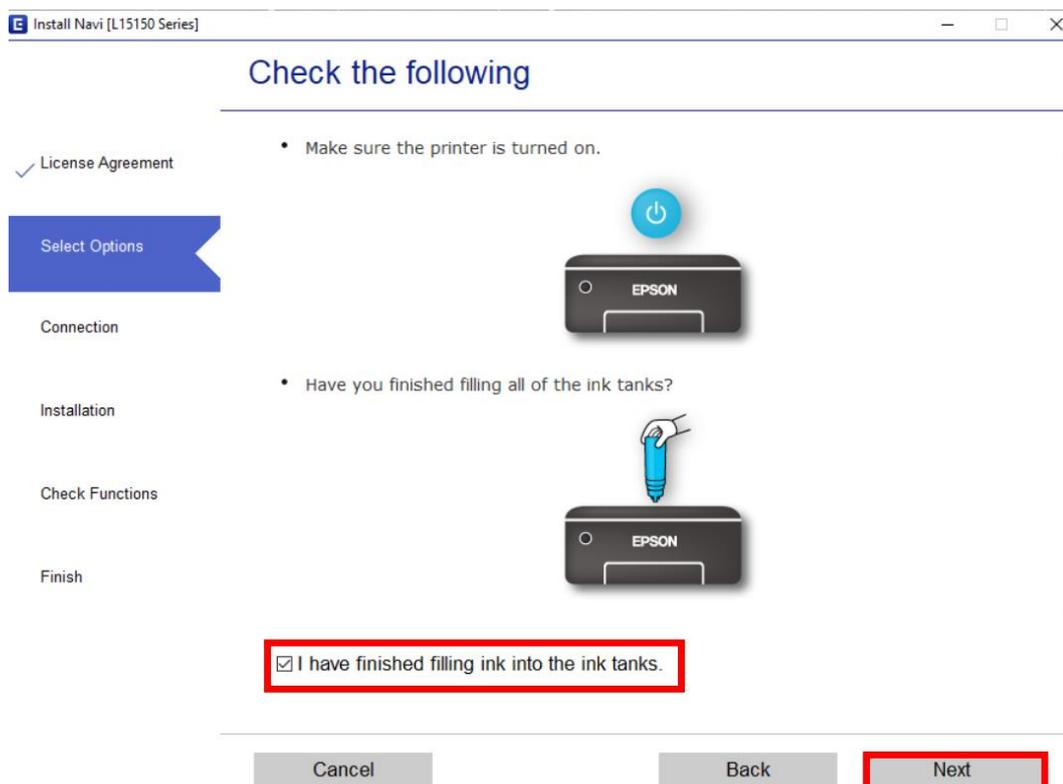 Install Navi [L15150 Series]
Check the following
License Agreement
Select Options
Connection
Installation
Check Functions
Finish
• Make sure the printer is turned on.
EPSON
• Have you finished filling all of the ink tanks?
EPSON
I have finished filling ink into the ink tanks.
Cancel
Back
Next